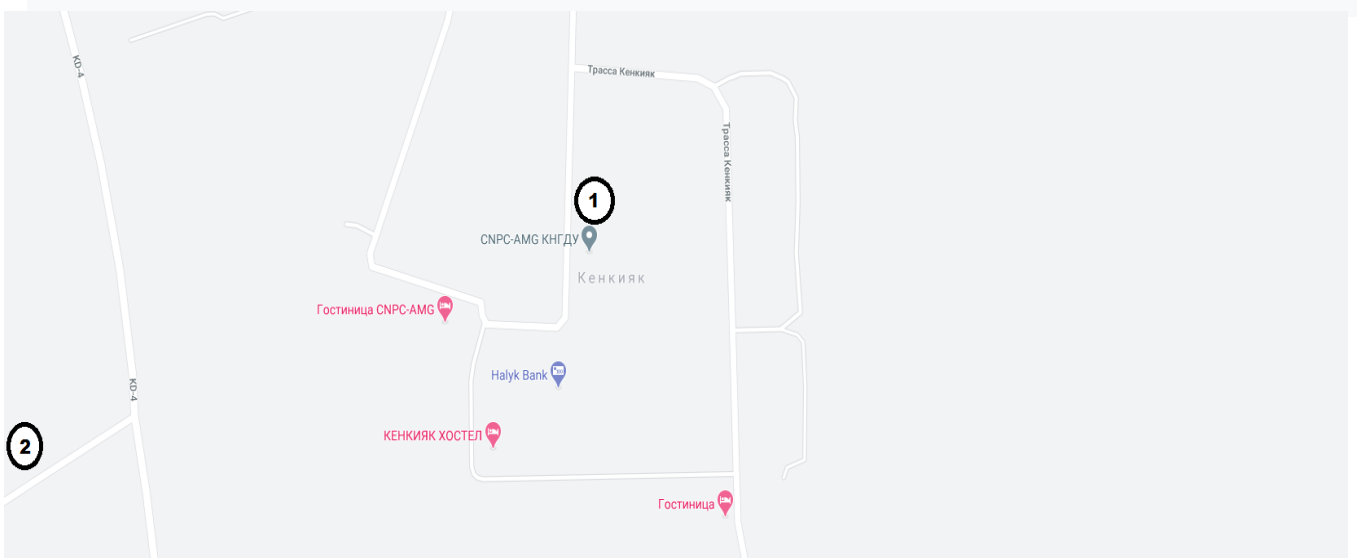 KD-4
Трасса Кенкияк
Трасса Кенкияк
1
CNPC-AMG КНГДУ
Кенкияк
Гостиница CNPC-AMG
Halyk Bank
KD-4
2
КЕНКИЯК ХОСТЕЛ
Гостиница